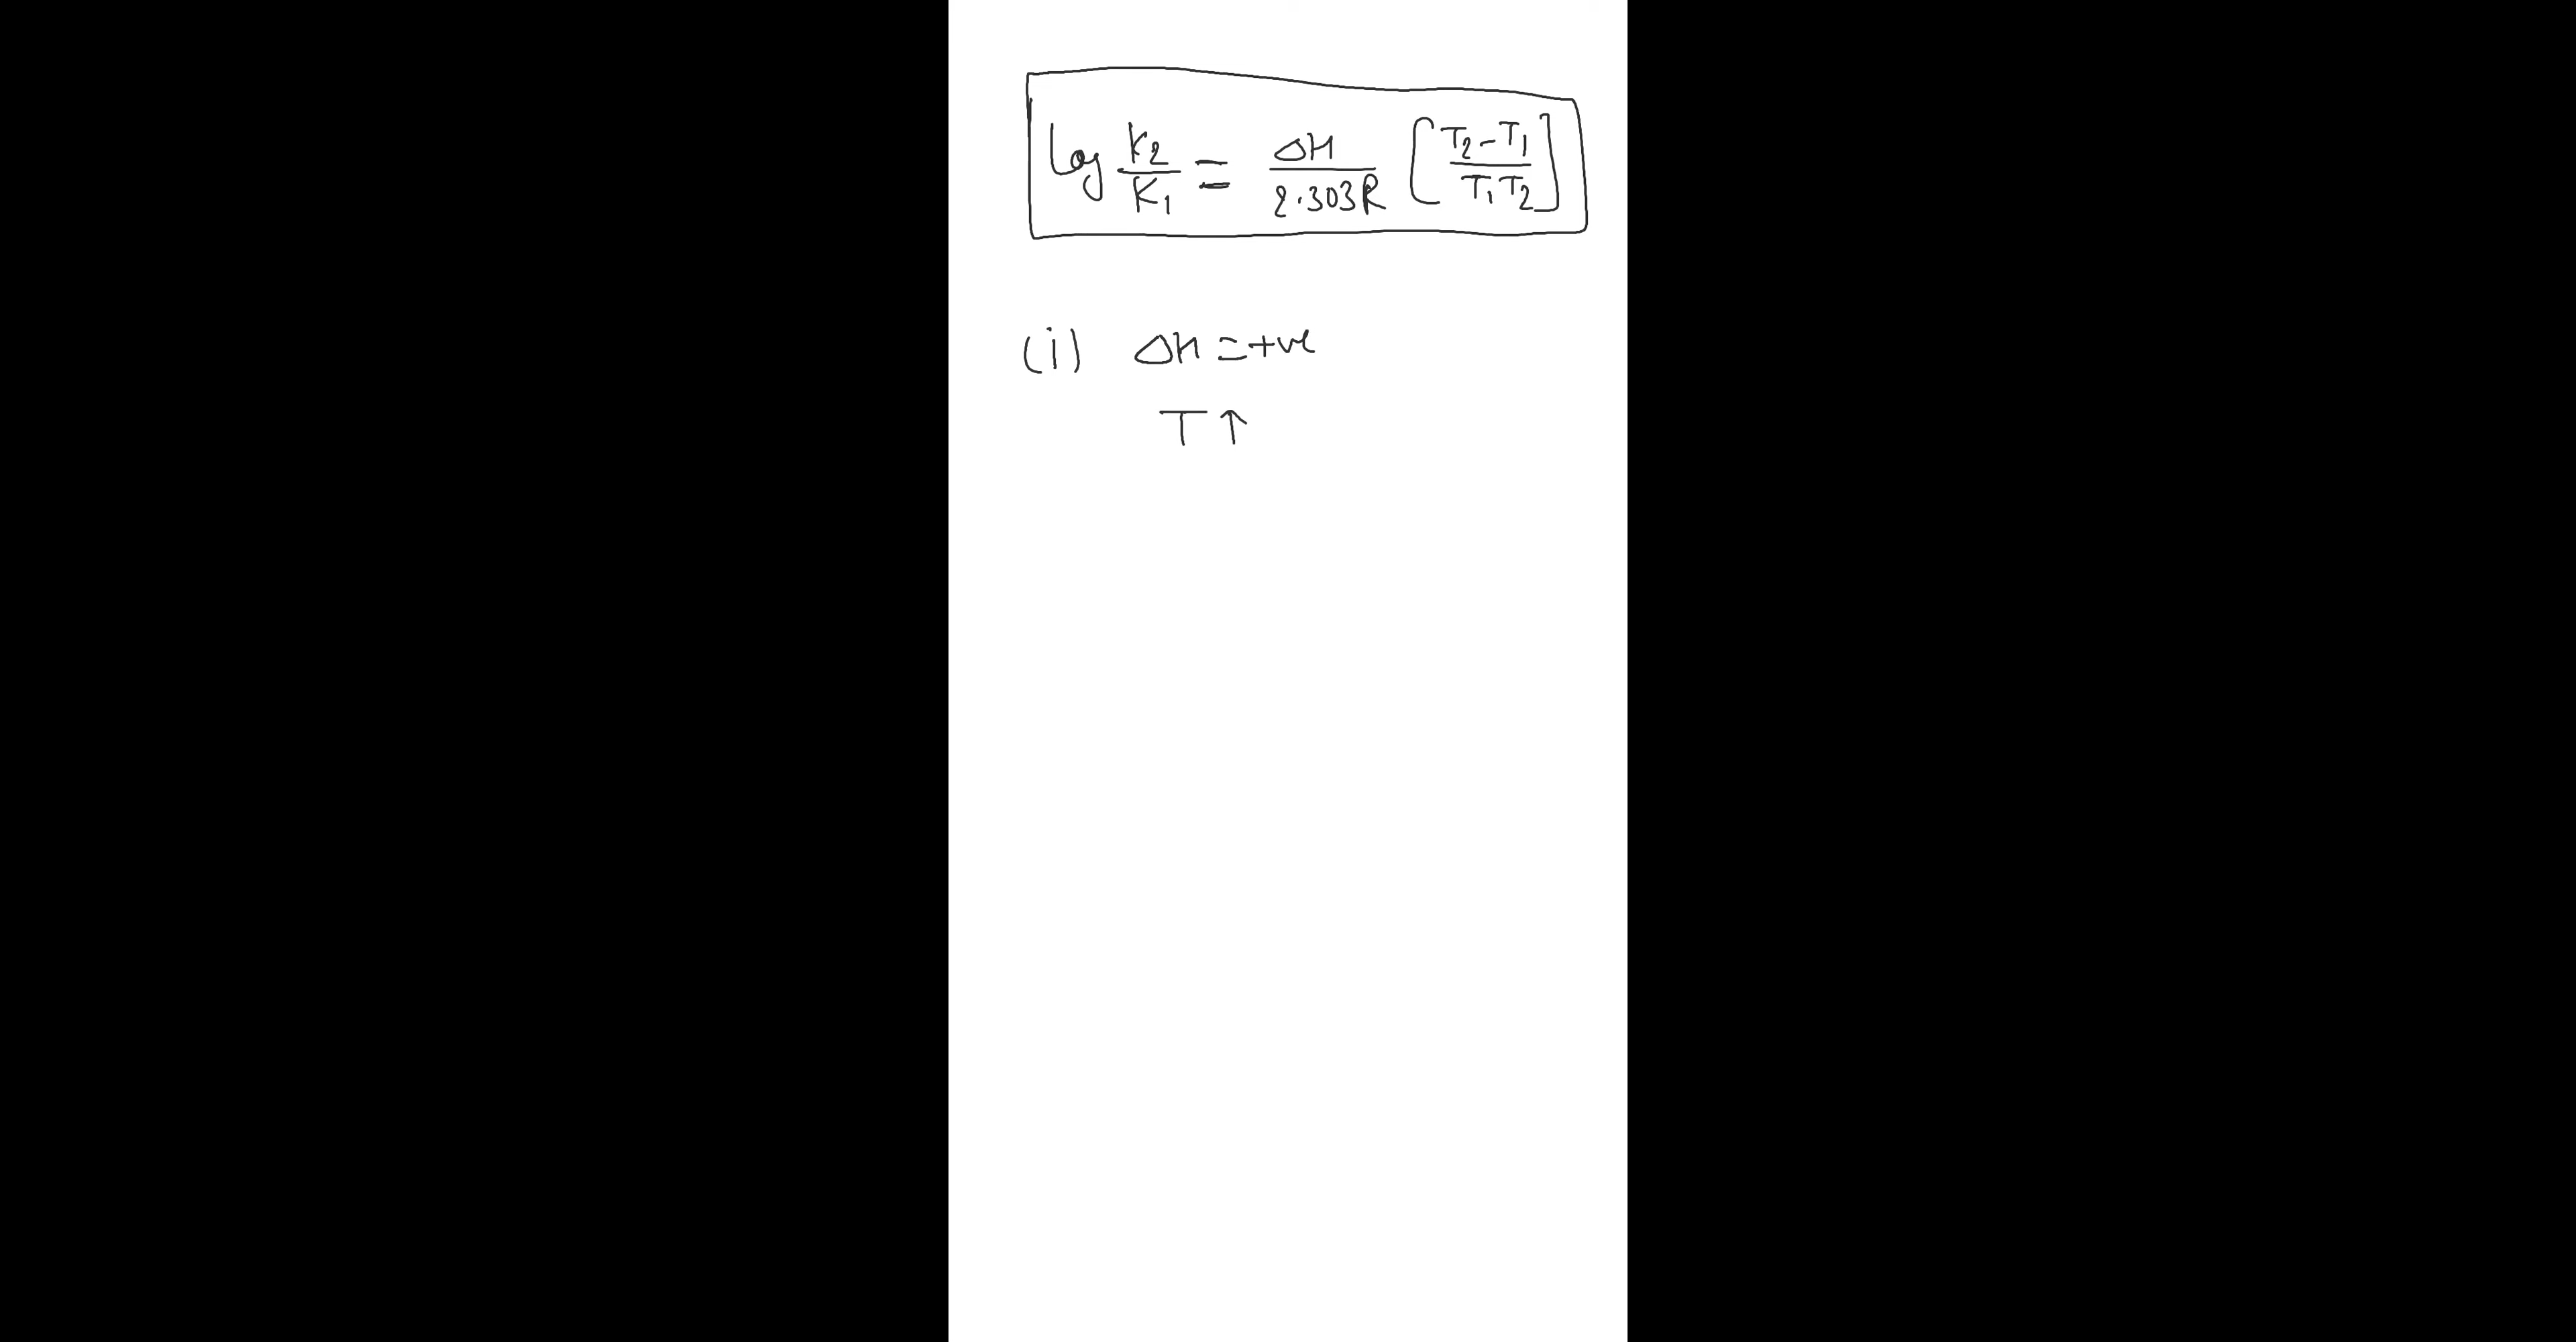 log K2/K1 = ΔH/2.303R [T2-T1/T1T2]
(i) ΔH = +ve
T↑